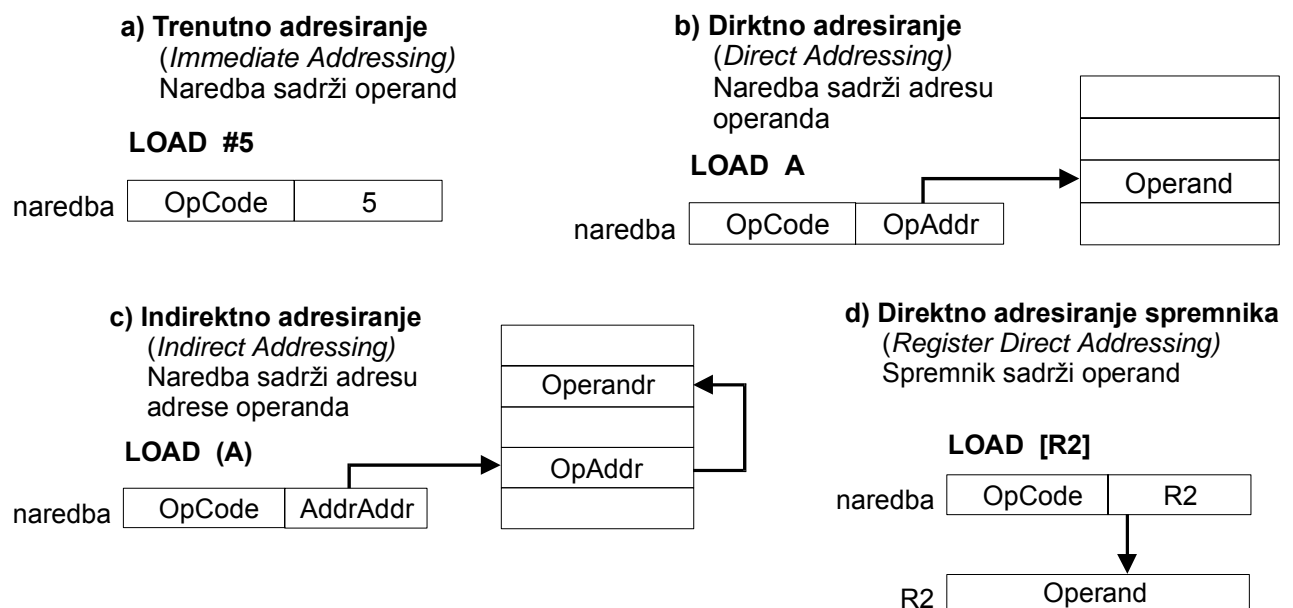 a) Trenutno adresiranje
(Immediate Addressing)
Naredba sadrži operand
LOAD #5
naredba OpCode 5
b) Dirktno adresiranje
(Direct Addressing)
Naredba sadrži adresu
operanda
LOAD A
naredba OpCode OpAddr
Operand
c) Indirektno adresiranje
(Indirect Addressing)
Naredba sadrži adresu
adrese operanda
LOAD (A)
naredba OpCode AddrAddr
Operandr
OpAddr
d) Direktno adresiranje spremnika
(Register Direct Addressing)
Spremnik sadrži operand
LOAD [R2]
naredba OpCode R2
R2 Operand